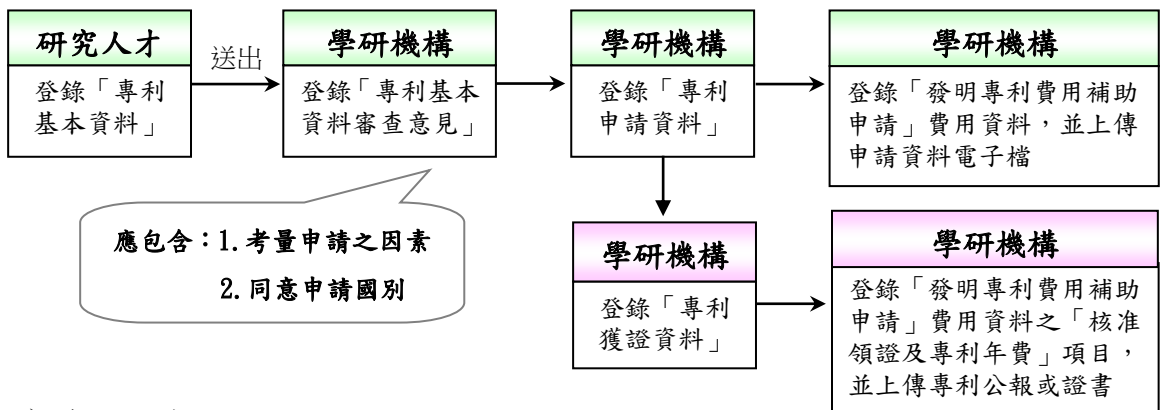 研究人才
登錄「專利
基本資料」
送出
學研機構
登錄「專利基本
資料審查意見」
學研機構
登錄「專利
申請資料」
學研機構
登錄「發明專利費用補助
申請」費用資料，並上傳
申請資料電子檔
應包含：1.考量申請之因素
2.同意申請國別
學研機構
登錄「專利
獲證資料」
學研機構
登錄「發明專利費用補助
申請」費用資料之「核准
領證及專利年費」項目，
並上傳專利公報或證書